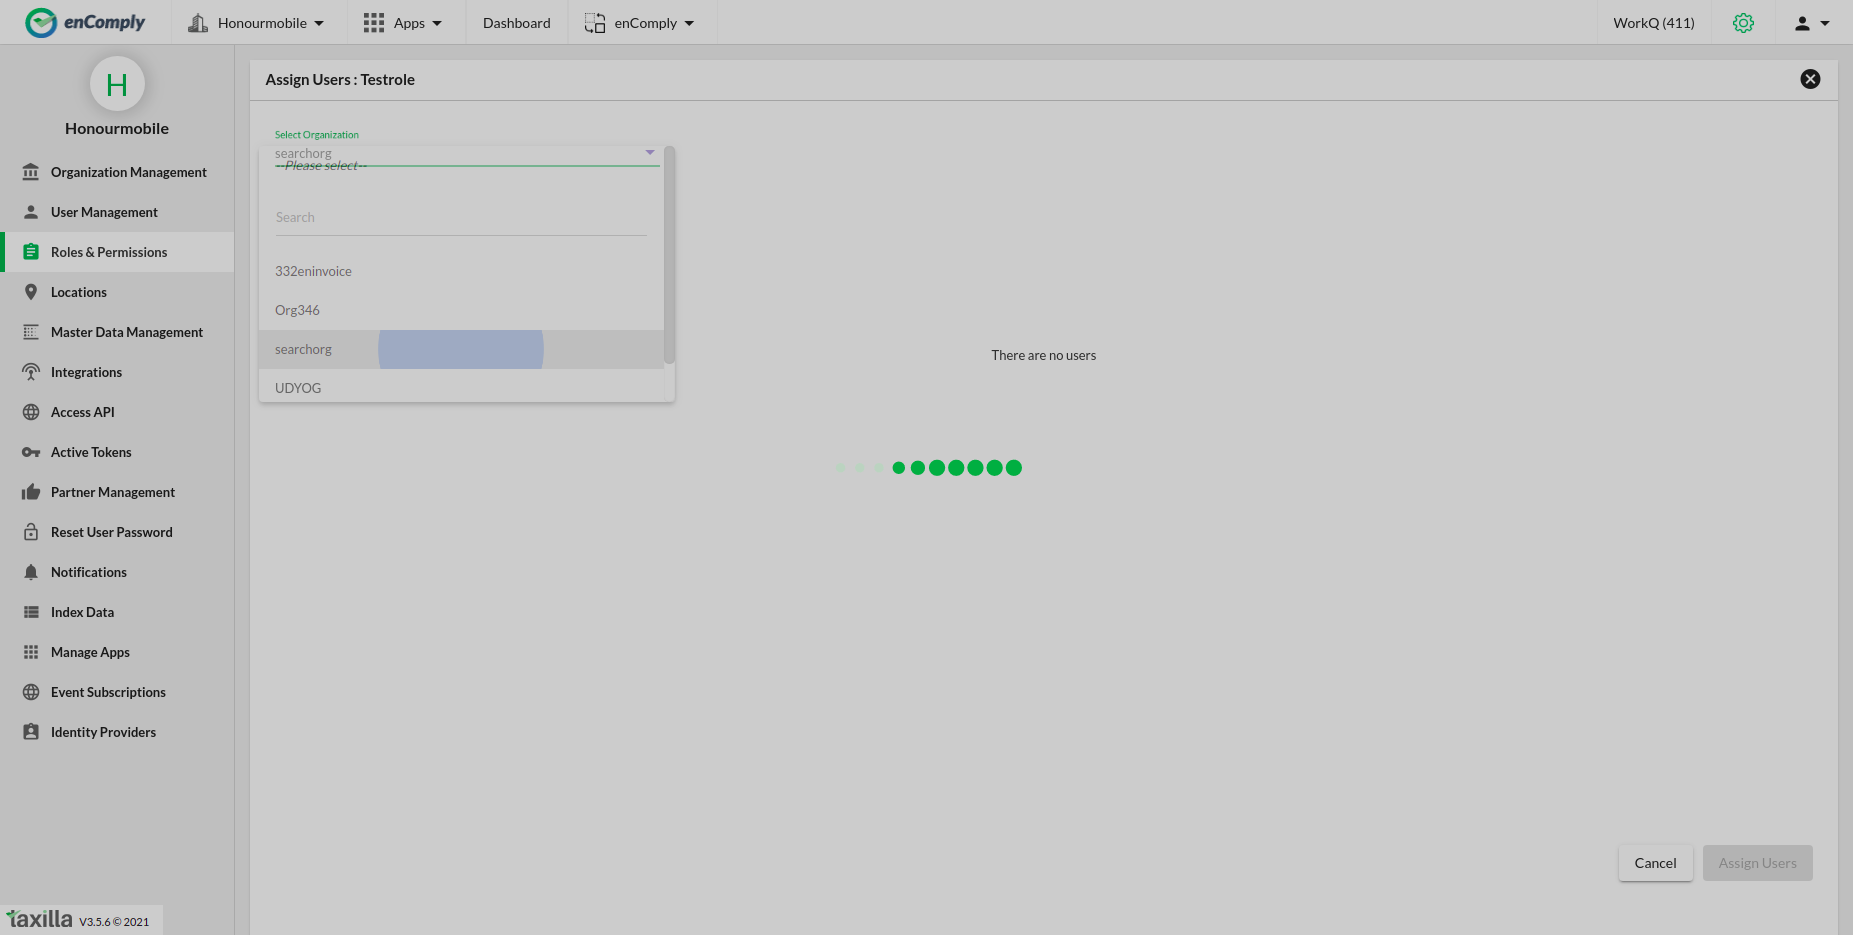 enComply
Honourmobile
Apps
Dashboard
enComply
WorkQ (411)
H
Honourmobile
Organization Management
User Management
Roles & Permissions
Locations
Master Data Management
Integrations
Access API
Active Tokens
Partner Management
Reset User Password
Notifications
Index Data
Manage Apps
Event Subscriptions
Identity Providers
taxilla V3.5.6 © 2021
Assign Users : Testrole
Select Organization
searchorg
--Please select--
Search
332eninvoice
Org346
searchorg
UDYOG
There are no users
Cancel
Assign Users